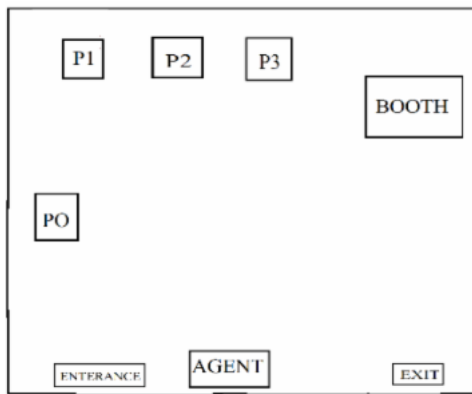 P1
P2
P3
BOOTH
PO
ENTERANCE
AGENT
EXIT